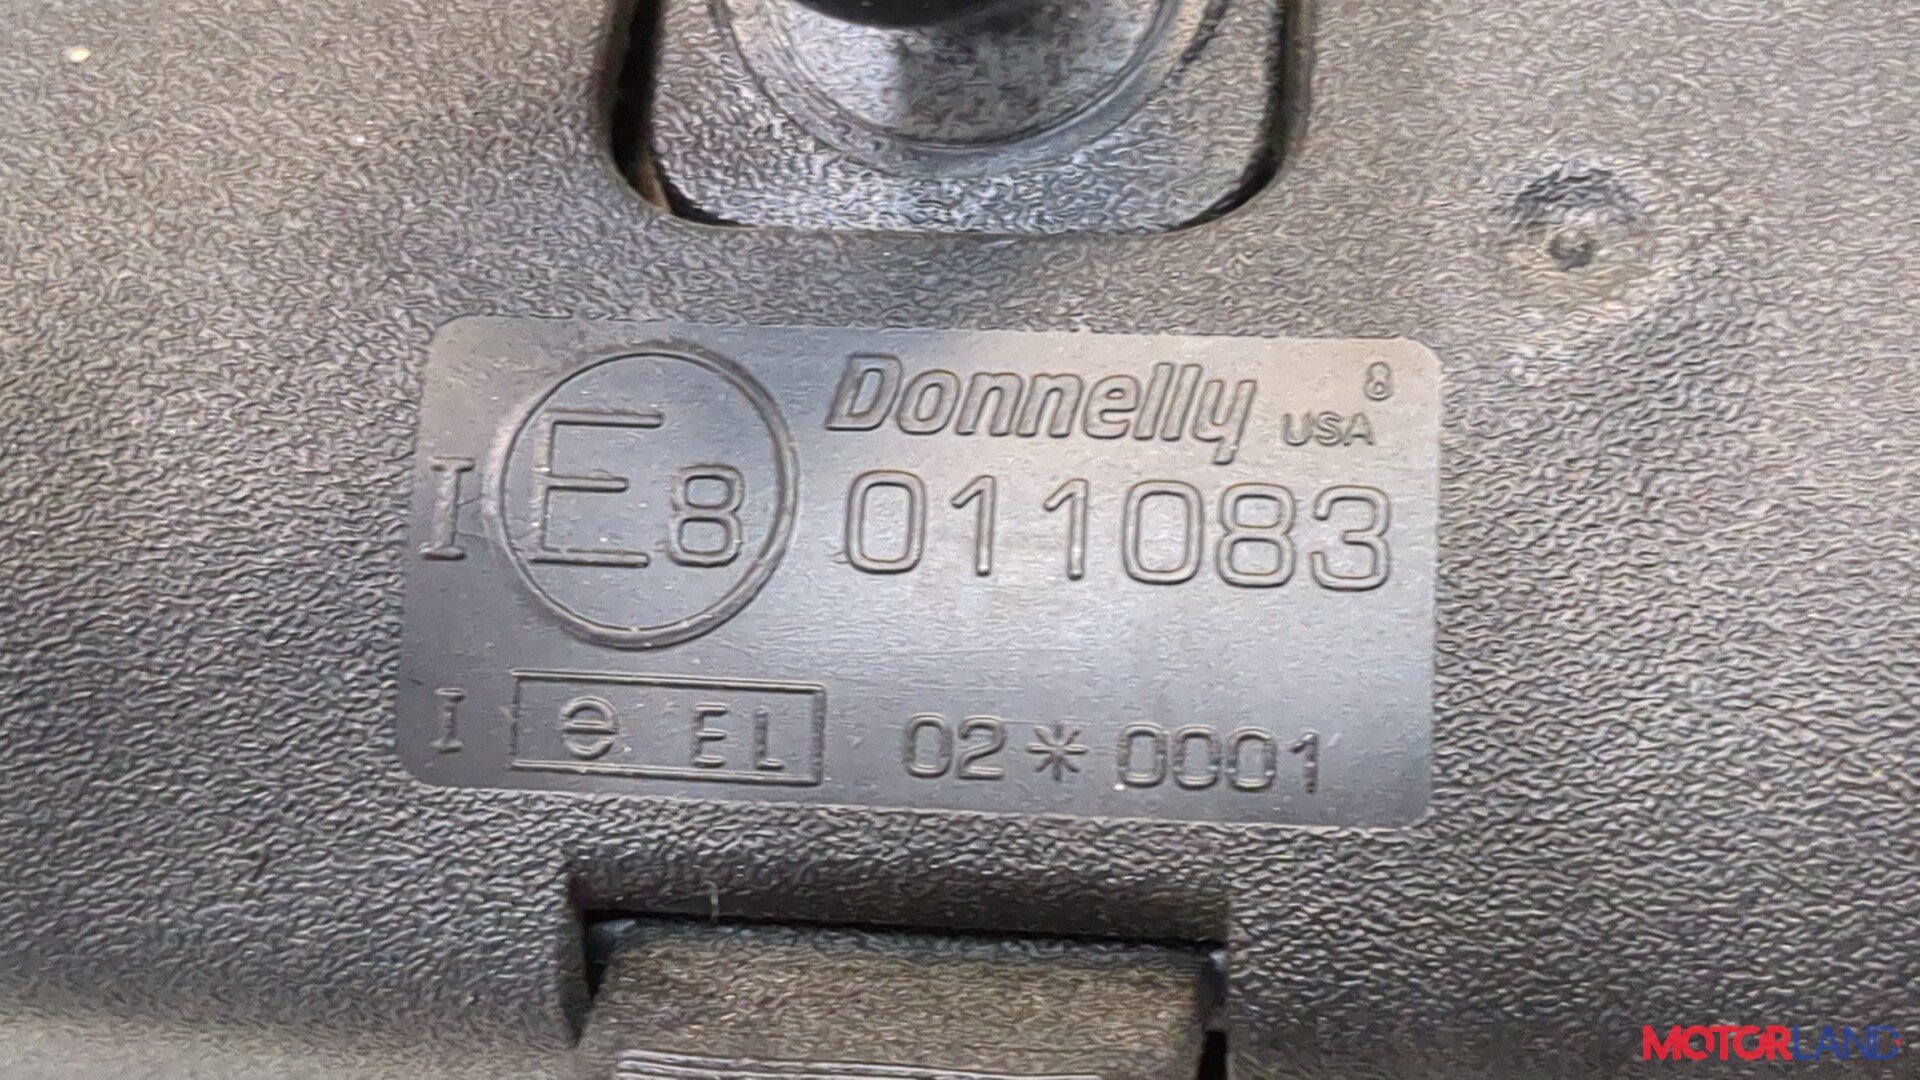 Donnelly USA 8
I E8 011083
I e EL 02*0001
MOTORLAND